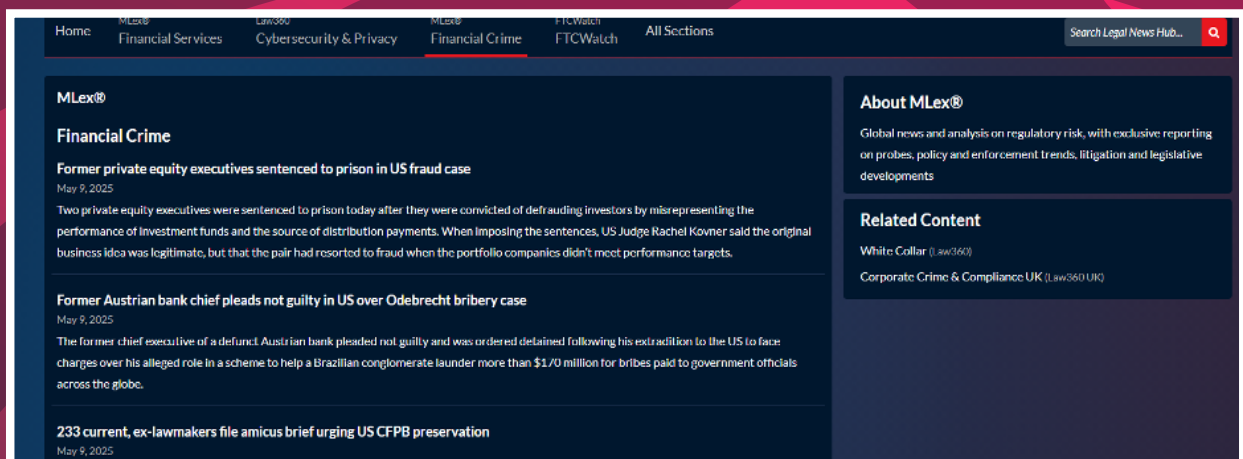 Home
MLex®
Financial Services
Law360
Cybersecurity & Privacy
MLex®
Financial Crime
FTCWatch
FTCWatch
All Sections
Search Legal News Hub...
MLex®
Financial Crime
Former private equity executives sentenced to prison in US fraud case
May 9, 2025
Two private equity executives were sentenced to prison today after they were convicted of defrauding investors by misrepresenting the
performance of investment funds and the source of distribution payments. When imposing the sentences, US Judge Rachel Kovner said the original
business idea was legitimate, but that the pair had resorted to fraud when the portfolio companies didn't meet performance targets.
Former Austrian bank chief pleads not guilty in US over Odebrecht bribery case
May 9, 2025
The former chief executive of a defunct Austrian bank pleaded not guilty and was ordered detained following his extradition to the US to face
charges over his alleged role in a scheme to help a Brazilian conglomerate launder more than $170 million for bribes paid to government officials
across the globe.
233 current, ex-lawmakers file amicus brief urging US CFPB preservation
May 9, 2025
About MLex®
Global news and analysis on regulatory risk, with exclusive reporting
on probes, policy and enforcement trends, litigation and legislative
developments
Related Content
White Collar (Law360)
Corporate Crime & Compliance UK (Law360 UK)